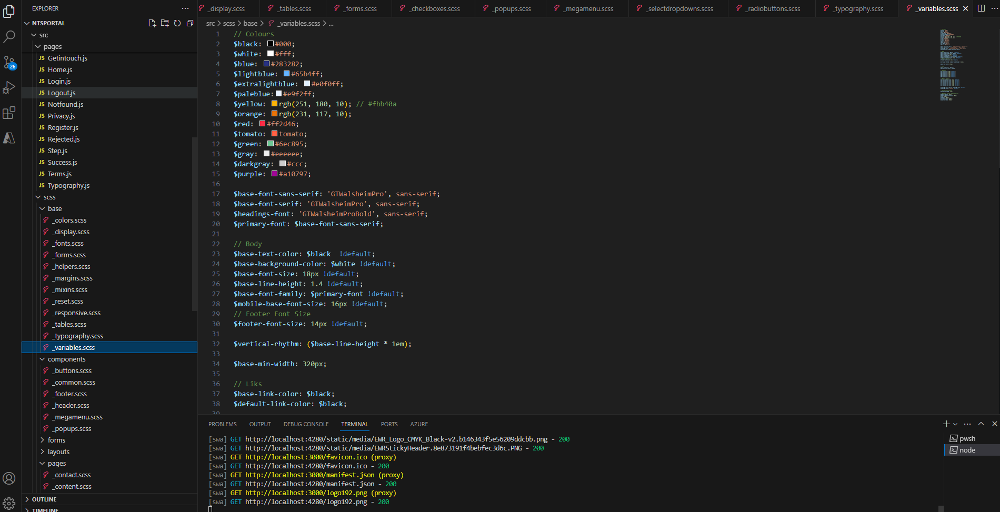 EXPLORER
NTSPORTAL
src
pages
JS Getintouch.js
JS Home.js
JS Login.js
JS Logout.js
JS Notfound.js
JS Privacy.js
JS Register.js
JS Rejected.js
JS Step.js
JS Success.js
JS Terms.js
JS Typography.js
scss
base
_colors.scss
_display.scss
_fonts.scss
_forms.scss
_helpers.scss
_margins.scss
_mixins.scss
_reset.scss
_responsive.scss
_tables.scss
_typography.scss
_variables.scss
components
_buttons.scss
_common.scss
_footer.scss
_header.scss
_megamenu.scss
_popups.scss
forms
layouts
pages
_contact.scss
_content.scss
OUTLINE
TIMELINE
26
_display.scss _tables.scss _forms.scss _checkboxes.scss _popups.scss _megamenu.scss _selectdropdowns.scss _radiobuttons.scss _typography.scss _variables.scss
src > scss > base > _variables.scss > ...
1 // Colours
2 $black: #000;
3 $white: #fff;
4 $blue: #283282;
5 $lightblue: #65b4ff;
6 $extralightblue: #e0f0ff;
7 $paleblue: #e9f2ff;
8 $yellow: rgb(251, 180, 10); // #fbb40a
9 $orange: rgb(231, 117, 10);
10 $red: #ff2d46;
11 $tomato: tomato;
12 $green: #6ec895;
13 $gray: #eeeeee;
14 $darkgray: #ccc;
15 $purple: #a10797;
16
17 $base-font-sans-serif: 'GTWalsheimPro', sans-serif;
18 $base-font-serif: 'GTWalsheimPro', sans-serif;
19 $headings-font: 'GTWalsheimProBold', sans-serif;
20 $primary-font: $base-font-sans-serif;
21
22 // Body
23 $base-text-color: $black  !default;
24 $base-background-color: $white !default;
25 $base-font-size: 18px !default;
26 $base-line-height: 1.4 !default;
27 $base-font-family: $primary-font !default;
28 $mobile-base-font-size: 16px !default;
29 // Footer Font Size
30 $footer-font-size: 14px !default;
31
32 $vertical-rhythm: ($base-line-height * 1em);
33
34 $base-min-width: 320px;
35
36 // Liks
37 $base-link-color: $black;
38 $default-link-color: $black;
39
PROBLEMS OUTPUT DEBUG CONSOLE TERMINAL PORTS AZURE
[swa] GET http://localhost:4280/static/media/EWR_Logo_CMYK_Black-v2.b146343f5e56209ddcbb.png - 200
[swa] GET http://localhost:4280/static/media/EWRStickyHeader.8e873191f4bebfec3d6c.PNG - 200
[swa] GET http://localhost:3000/favicon.ico (proxy)
[swa] GET http://localhost:4280/favicon.ico - 200
[swa] GET http://localhost:3000/manifest.json (proxy)
[swa] GET http://localhost:4280/manifest.json - 200
[swa] GET http://localhost:3000/logo192.png (proxy)
[swa] GET http://localhost:4280/logo192.png - 200
pwsh
node